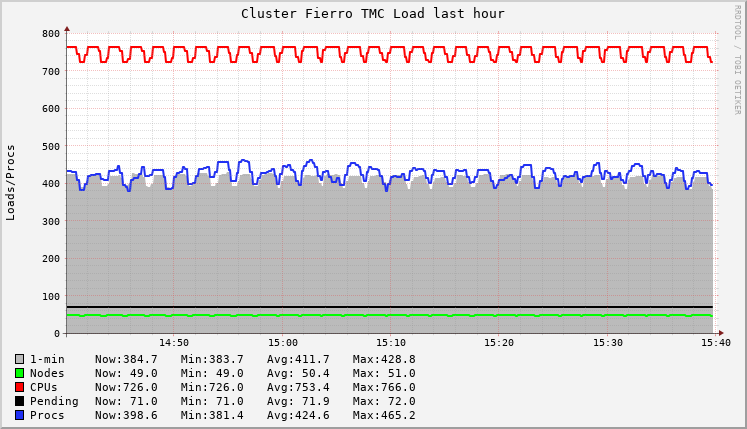 Cluster Fierro TMC Load last hour
RRDTOOL / TOBI OETIKER
Loads/Procs
800
700
600
500
400
300
200
100
0
14:50 15:00 15:10 15:20 15:30 15:40
1-min Now:384.7 Min:383.7 Avg:411.7 Max:428.8
Nodes Now: 49.0 Min: 49.0 Avg: 50.4 Max: 51.0
CPUs Now:726.0 Min:726.0 Avg:753.4 Max:766.0
Pending Now: 71.0 Min: 71.0 Avg: 71.9 Max: 72.0
Procs Now:398.6 Min:381.4 Avg:424.6 Max:465.2